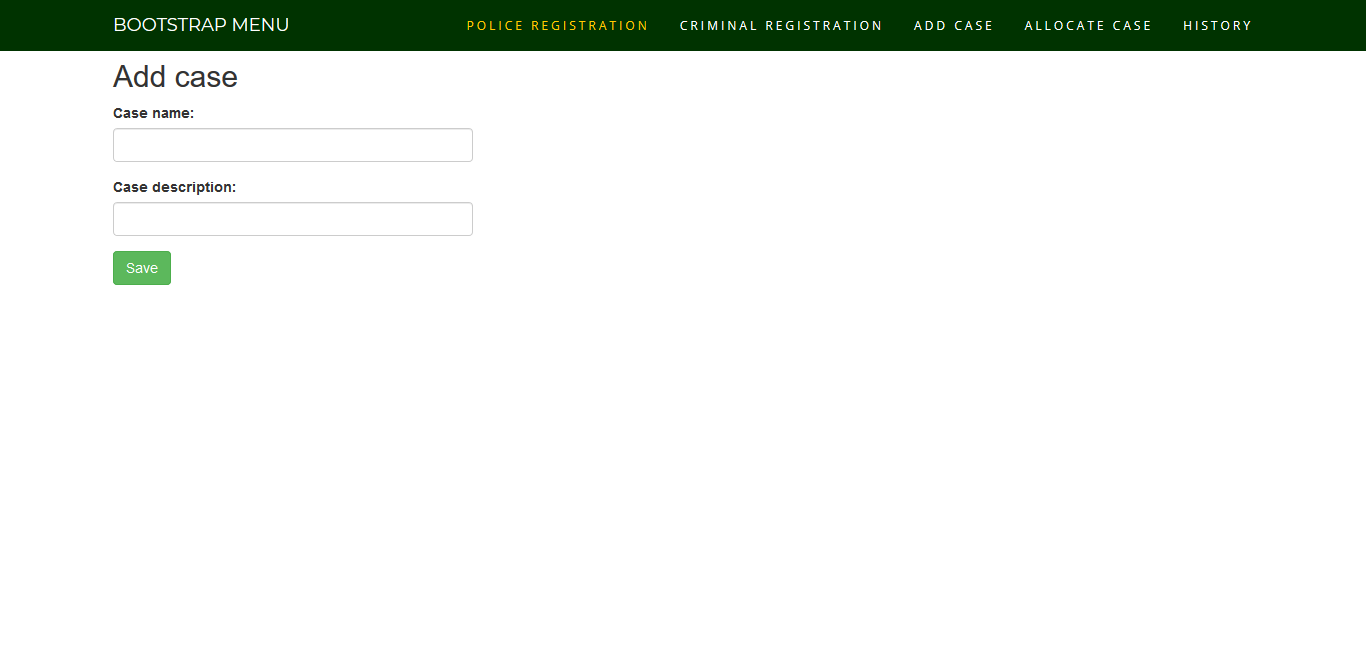 BOOTSTRAP MENU POLICE REGISTRATION CRIMINAL REGISTRATION ADD CASE ALLOCATE CASE HISTORY
Add case
Case name:
Case description:
Save